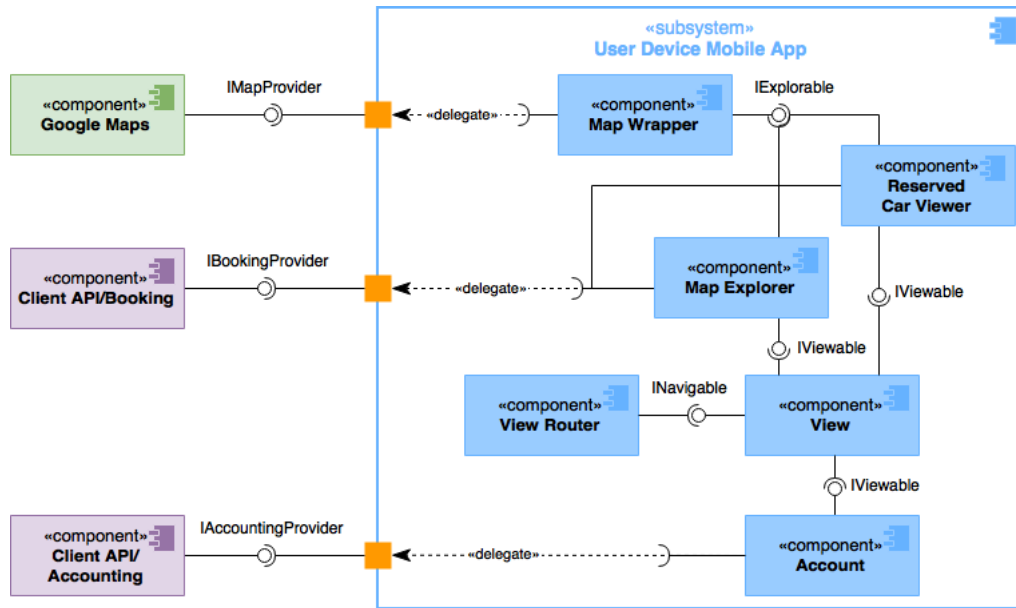 «subsystem»
User Device Mobile App
«component»
Google Maps
IMapProvider
«delegate»
«component»
Map Wrapper
IExplorable
«component»
Reserved
Car Viewer
«component»
Client API/Booking
IBookingProvider
«delegate»
«component»
Map Explorer
IViewable
IViewable
«component»
View Router
INavigable
«component»
View
IViewable
«component»
Client API/
Accounting
IAccountingProvider
«delegate»
«component»
Account